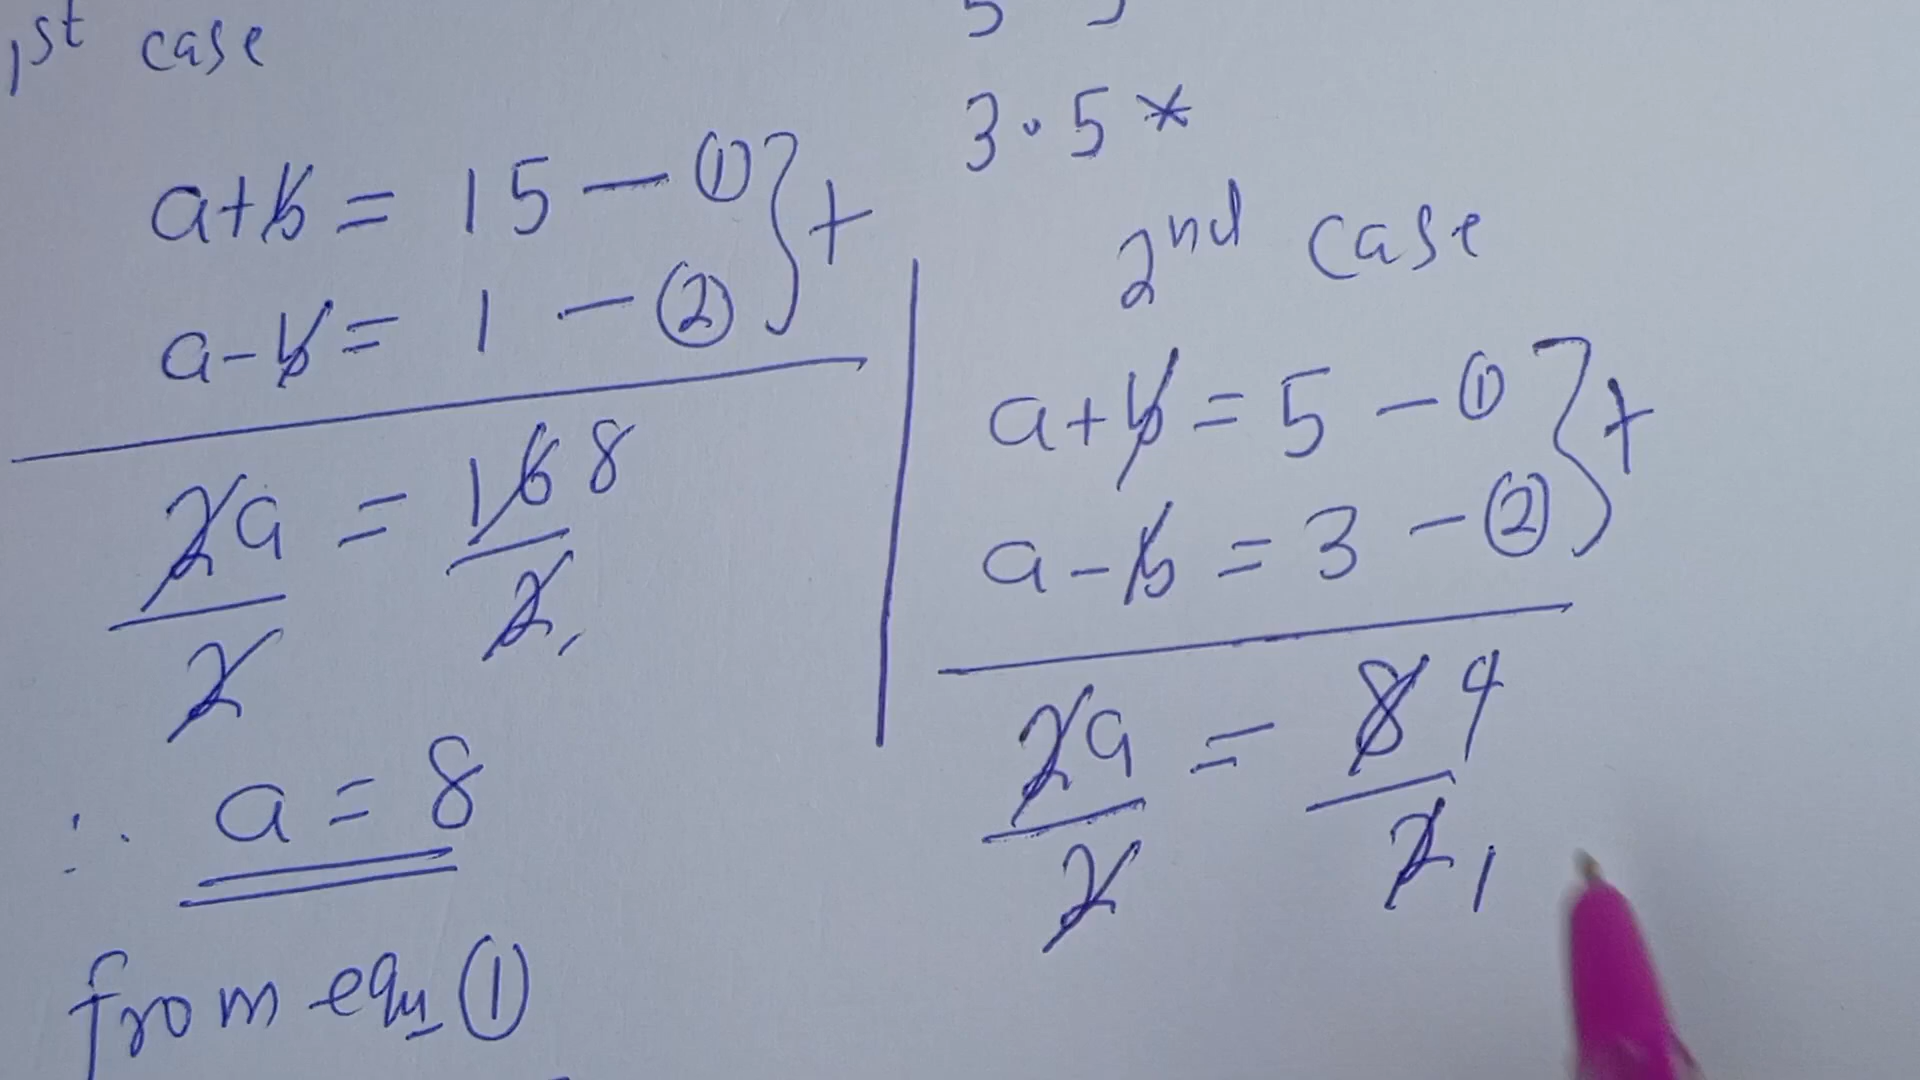 1st case
a+b = 15 — ①
a-b = 1 — ② } +
2a/2 = 16/2 8
∴ a = 8
from eqn ①
3·5 *
2nd case
a+b = 5 — ①
a-b = 3 — ② } +
2a/2 = 8/2 4